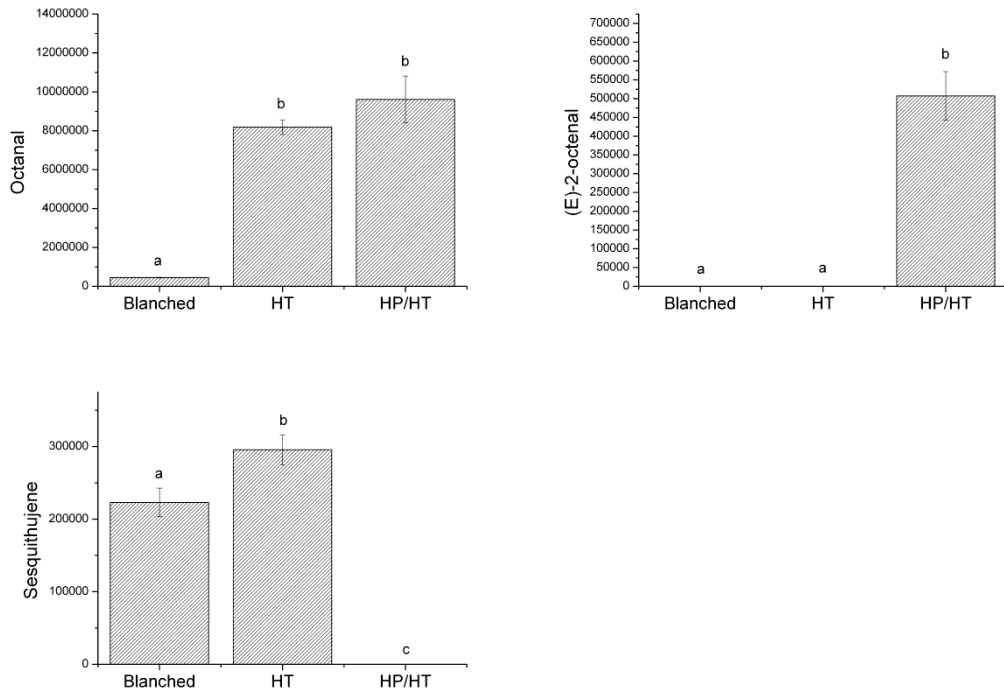 14000000
12000000
10000000
8000000
6000000
4000000
2000000
0
Octanal
a
b
b
Blanched HT HP/HT
700000
650000
600000
550000
500000
450000
400000
350000
300000
250000
200000
150000
100000
50000
0
(E)-2-octenal
a
a
b
Blanched HT HP/HT
300000
200000
100000
0
Sesquithujene
a
b
c
Blanched HT HP/HT